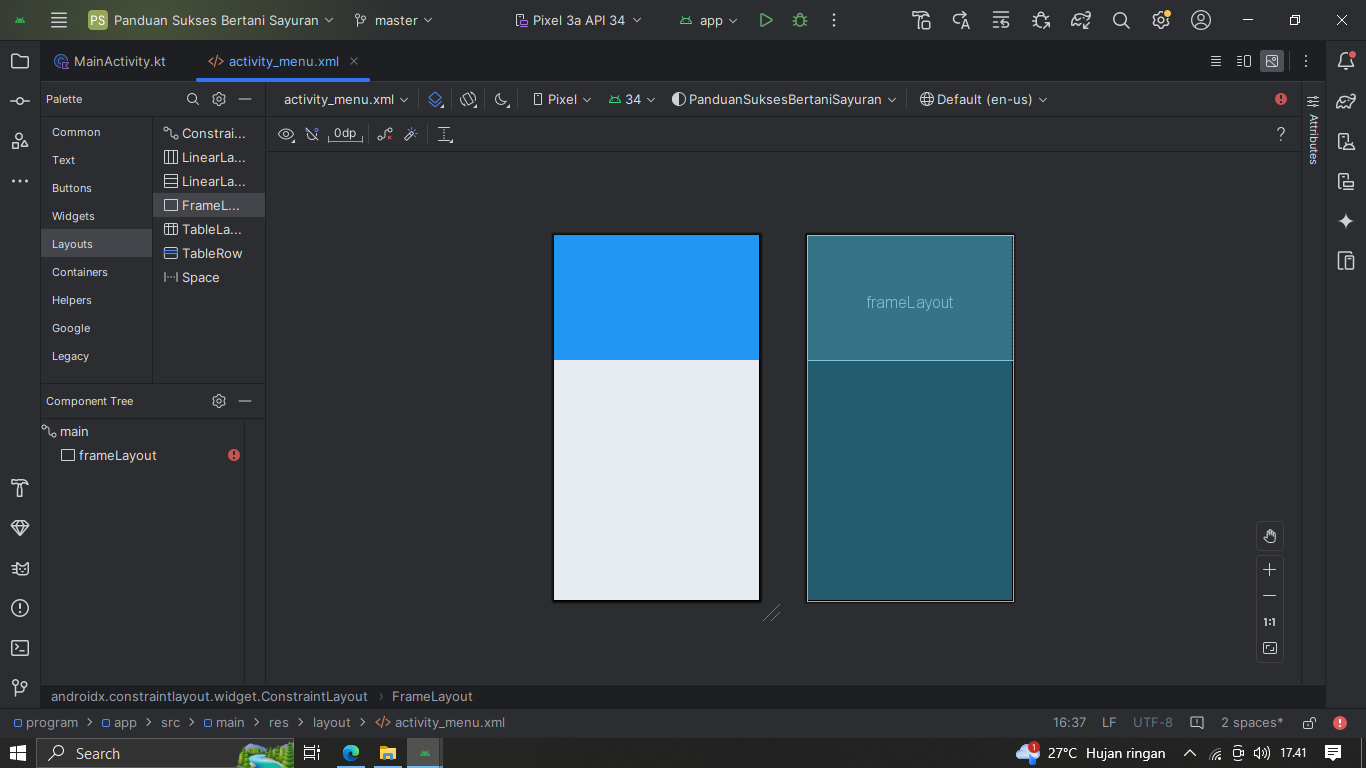 PS Panduan Sukses Bertani Sayuran master Pixel 3a API 34 app
MainActivity.kt activity_menu.xml
Palette activity_menu.xml Pixel 34 PanduanSuksesBertaniSayuran Default (en-us)
0dp ?
Attributes
Common
Text
Buttons
Widgets
Layouts
Containers
Helpers
Google
Legacy
Constrai...
LinearLa...
LinearLa...
FrameL...
TableLa...
TableRow
Space
frameLayout
Component Tree
main
frameLayout
1:1
androidx.constraintlayout.widget.ConstraintLayout > FrameLayout
program > app > src > main > res > layout > activity_menu.xml 16:37 LF UTF-8 2 spaces*
Search 1 27°C Hujan ringan 17.41